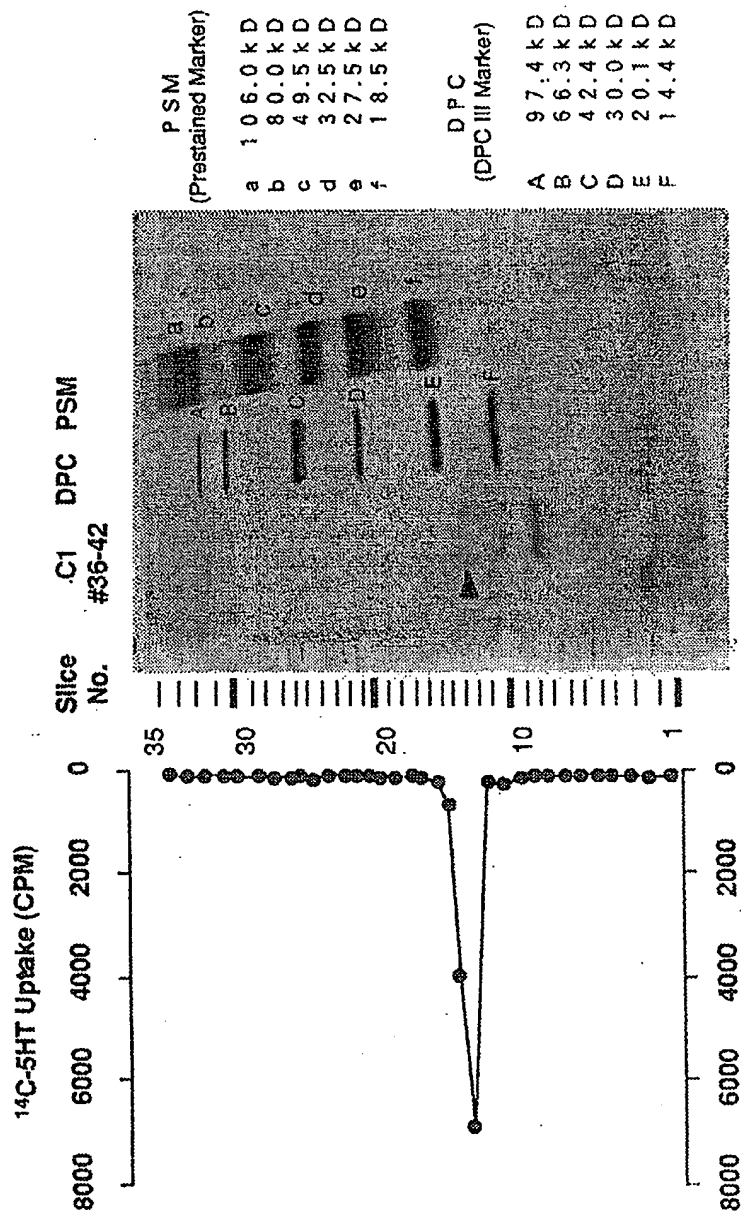 ¹⁴C-5HT Uptake (CPM)
8000 6000 4000 2000 0
Slice No.
C1 #36-42
DPC PSM
35
30
20
10
1
a
b
c
d
e
f
A
B
C
D
E
F
8000 6000 4000 2000 0
PSM
(Prestained Marker)
a 106.0 kD
b 80.0 kD
c 49.5 kD
d 32.5 kD
e 27.5 kD
f 18.5 kD
DPC
(DPC III Marker)
A 97.4 kD
B 66.3 kD
C 42.4 kD
D 30.0 kD
E 20.1 kD
F 14.4 kD